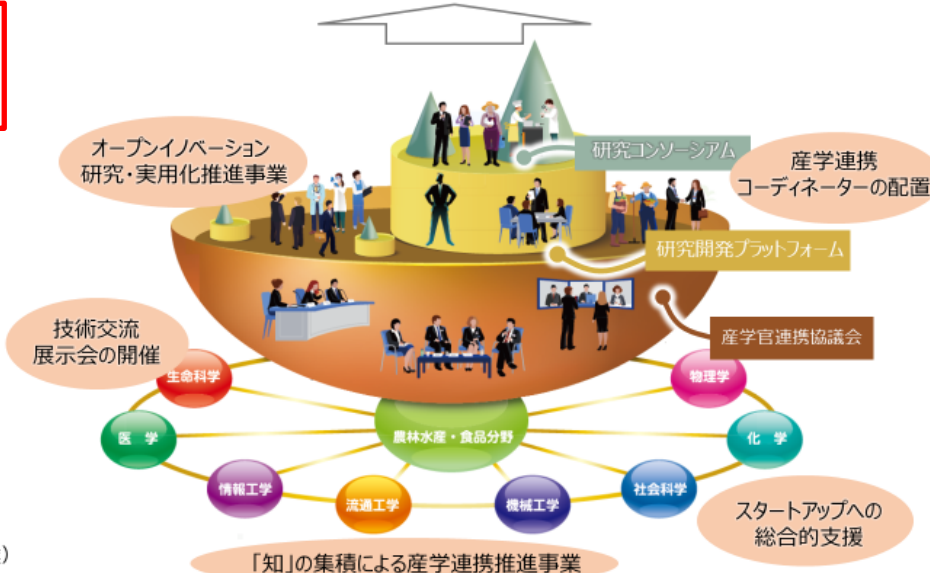 オープンイノベーション
研究・実用化推進事業
研究コンソーシアム
産学連携
コーディネーターの配置
研究開発プラットフォーム
産学官連携協議会
技術交流
展示会の開催
生命科学
物理学
医 学
農林水産・食品分野
化 学
情報工学
流通工学
機械工学
社会科学
スタートアップへの
総合的支援
「知」の集積による産学連携推進事業